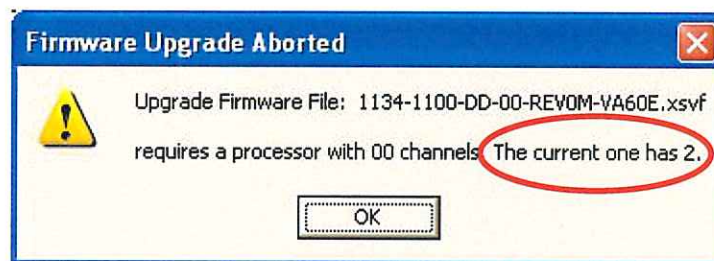 Firmware Upgrade Aborted
Upgrade Firmware File: 1134-1100-DD-00-REV0M-VA60E.xsvf
requires a processor with 00 channels. The current one has 2.
OK